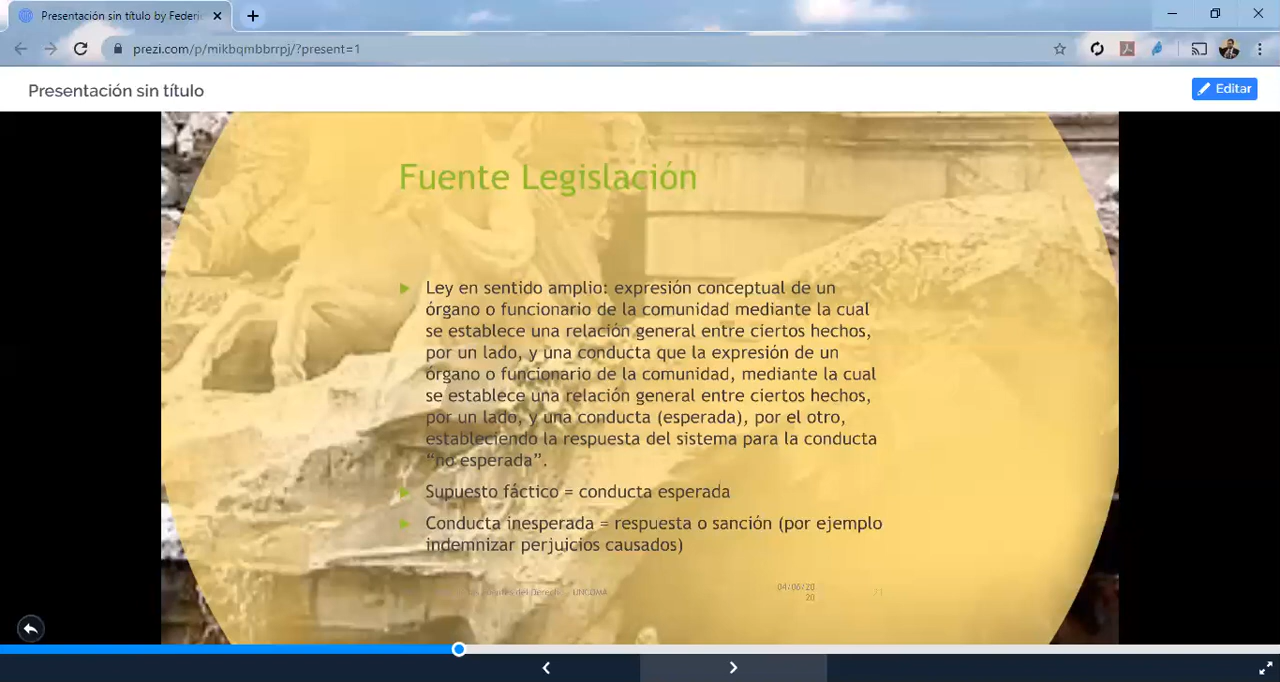 Presentación sin título by Federic
prezi.com/p/mikbqmbbrrpj/?present=1
Presentación sin título
Editar
Fuente Legislación
Ley en sentido amplio: expresión conceptual de un
órgano o funcionario de la comunidad mediante la cual
se establece una relación general entre ciertos hechos,
por un lado, y una conducta que la expresión de un
órgano o funcionario de la comunidad, mediante la cual
se establece una relación general entre ciertos hechos,
por un lado, y una conducta (esperada), por el otro,
estableciendo la respuesta del sistema para la conducta
“no esperada”.
Supuesto fáctico = conducta esperada
Conducta inesperada = respuesta o sanción (por ejemplo
indemnizar perjuicios causados)
del Derech UNCOMA
04/06/20
20